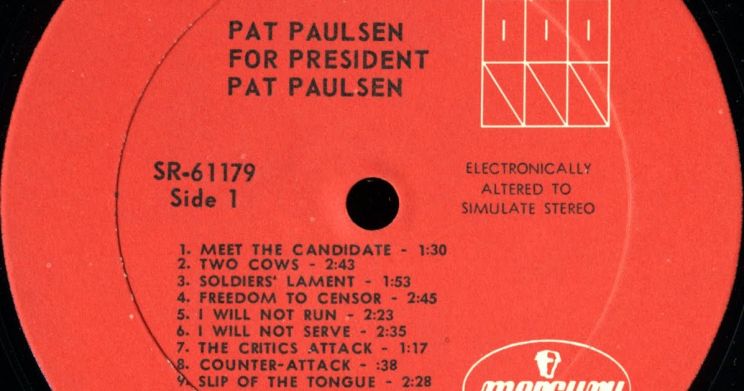 PAT PAULSEN
FOR PRESIDENT
PAT PAULSEN
SR-61179
Side 1
ELECTRONICALLY
ALTERED TO
SIMULATE STEREO
1. MEET THE CANDIDATE - 1:30
2. TWO COWS - 2:43
3. SOLDIERS' LAMENT - 1:53
4. FREEDOM TO CENSOR - 2:45
5. I WILL NOT RUN - 2:23
6. I WILL NOT SERVE - 2:35
7. THE CRITICS ATTACK - 1:17
8. COUNTER-ATTACK - :38
9. SLIP OF THE TONGUE - 2:28
mercury